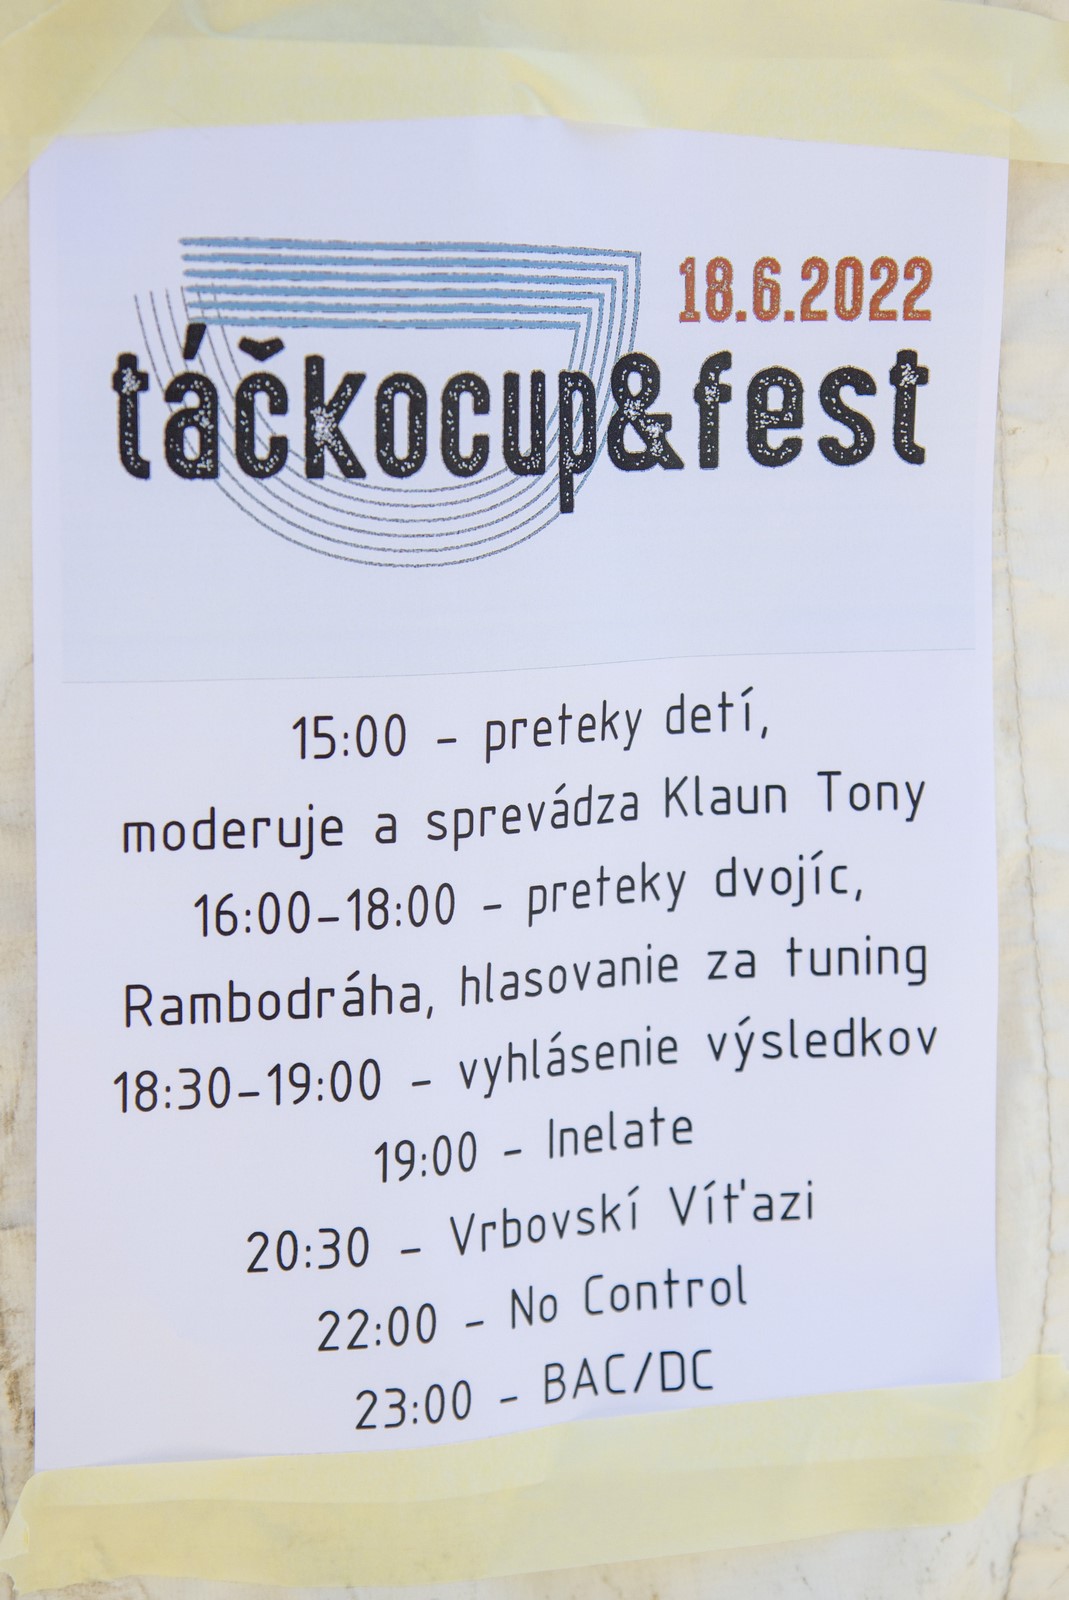 18.6.2022
táčkocup&fest
15:00 – preteky detí,
moderuje a sprevádza Klaun Tony
16:00–18:00 – preteky dvojíc,
Rambodráha, hlasovanie za tuning
18:30–19:00 – vyhlásenie výsledkov
19:00 – Inelate
20:30 – Vrbovskí Víťazi
22:00 – No Control
23:00 – BAC/DC